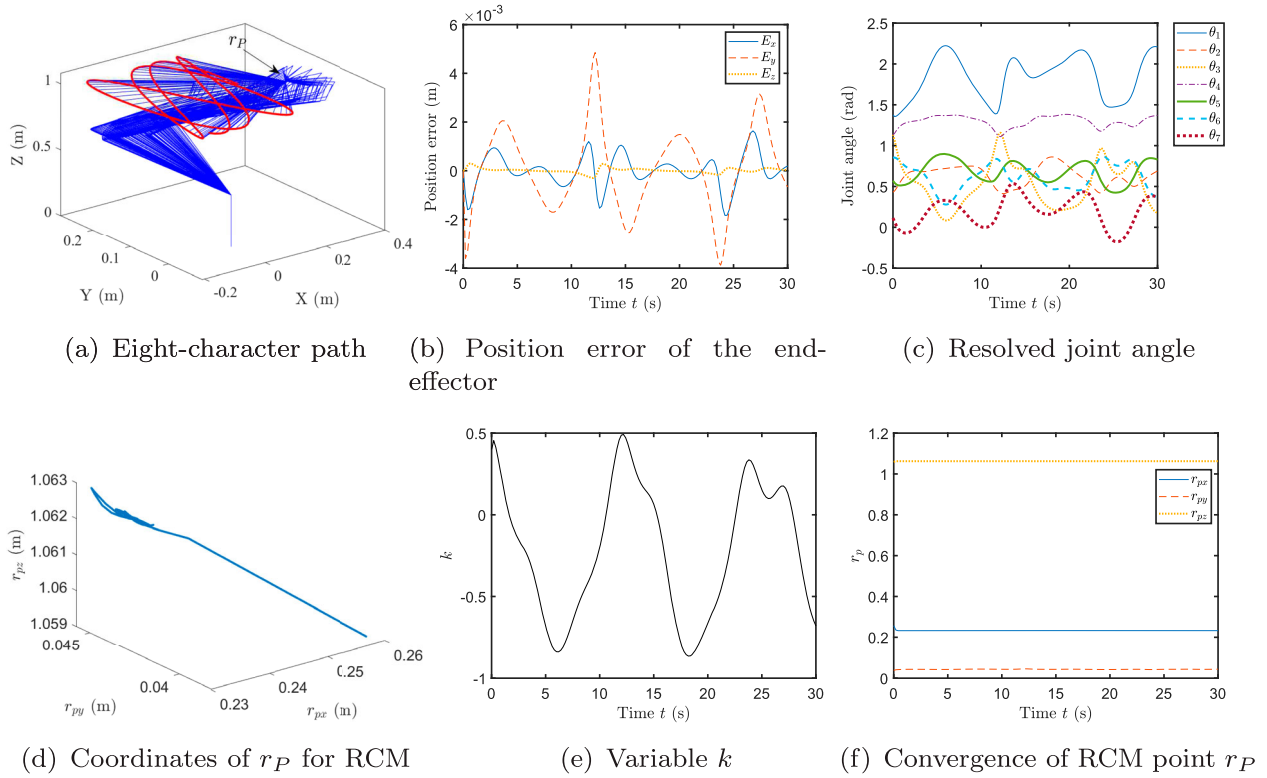 r_P
1
0.5
0
Z (m)
0.2
0.1
0
Y (m)
-0.2
0
0.2
0.4
X (m)
×10^-3
6
4
2
0
-2
-4
Position error (m)
E_x
E_y
E_z
0 5 10 15 20 25 30
Time t (s)
2.5
2
1.5
1
0.5
0
-0.5
Joint angle (rad)
0 10 20 30
Time t (s)
θ_1
θ_2
θ_3
θ_4
θ_5
θ_6
θ_7
(a) Eight-character path
(b) Position error of the end-
effector
(c) Resolved joint angle
1.063
1.062
1.061
1.06
1.059
r_pz (m)
0.045
0.04
r_py (m)
0.23
0.24
0.25
0.26
r_px (m)
0.5
0
-0.5
-1
k
0 5 10 15 20 25 30
Time t (s)
1.2
1
0.8
0.6
0.4
0.2
0
r_p
r_px
r_py
r_pz
0 5 10 15 20 25 30
Time t (s)
(d) Coordinates of r_P for RCM
(e) Variable k
(f) Convergence of RCM point r_P